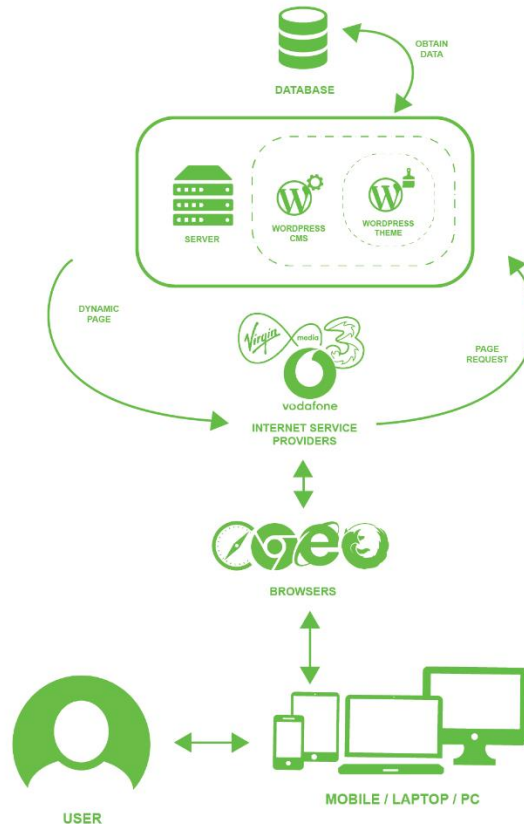 OBTAIN
DATA
DATABASE
SERVER
WORDPRESS
CMS
WORDPRESS
THEME
DYNAMIC
PAGE
Virgin
media
3
PAGE
REQUEST
vodafone
INTERNET SERVICE
PROVIDERS
BROWSERS
USER
MOBILE / LAPTOP / PC